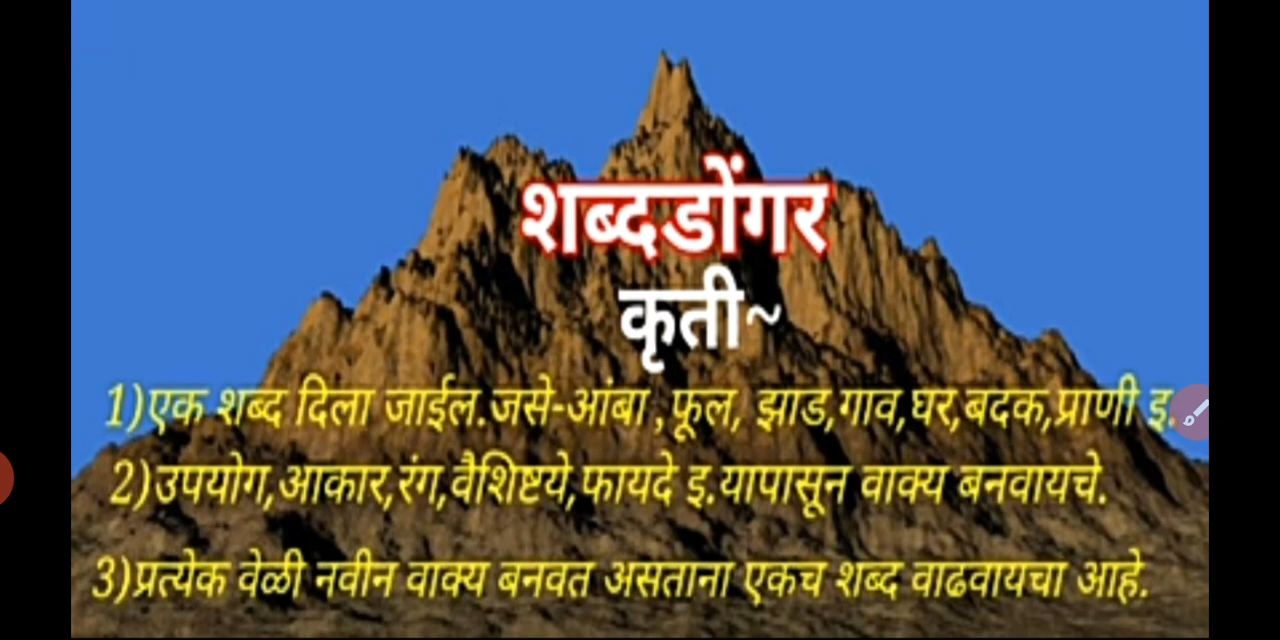 शब्दडोंगर
कृती~
1)एक शब्द दिला जाईल.जसे-आंबा ,फूल, झाड,गाव,घर,बदक,प्राणी इ.
2)उपयोग,आकार,रंग,वैशिष्टये,फायदे इ.यापासून वाक्य बनवायचे.
3)प्रत्येक वेळी नवीन वाक्य बनवत असताना एकच शब्द वाढवायचा आहे.